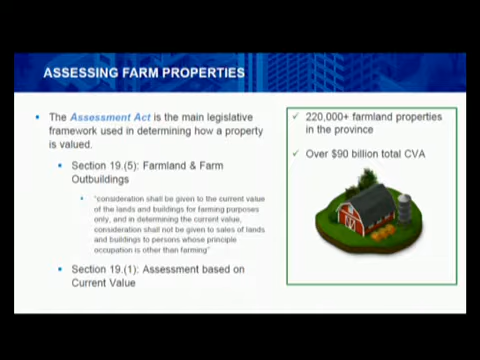 ASSESSING FARM PROPERTIES
The Assessment Act is the main legislative
framework used in determining how a property
is valued.
Section 19.(5): Farmland & Farm
Outbuildings
"consideration shall be given to the current value
of the lands and buildings for farming purposes
only, and in determining the current value,
consideration shall not be given to sales of lands
and buildings to persons whose principle
occupation is other than farming"
Section 19.(1): Assessment based on
Current Value
220,000+ farmland properties
in the province
Over $90 billion total CVA